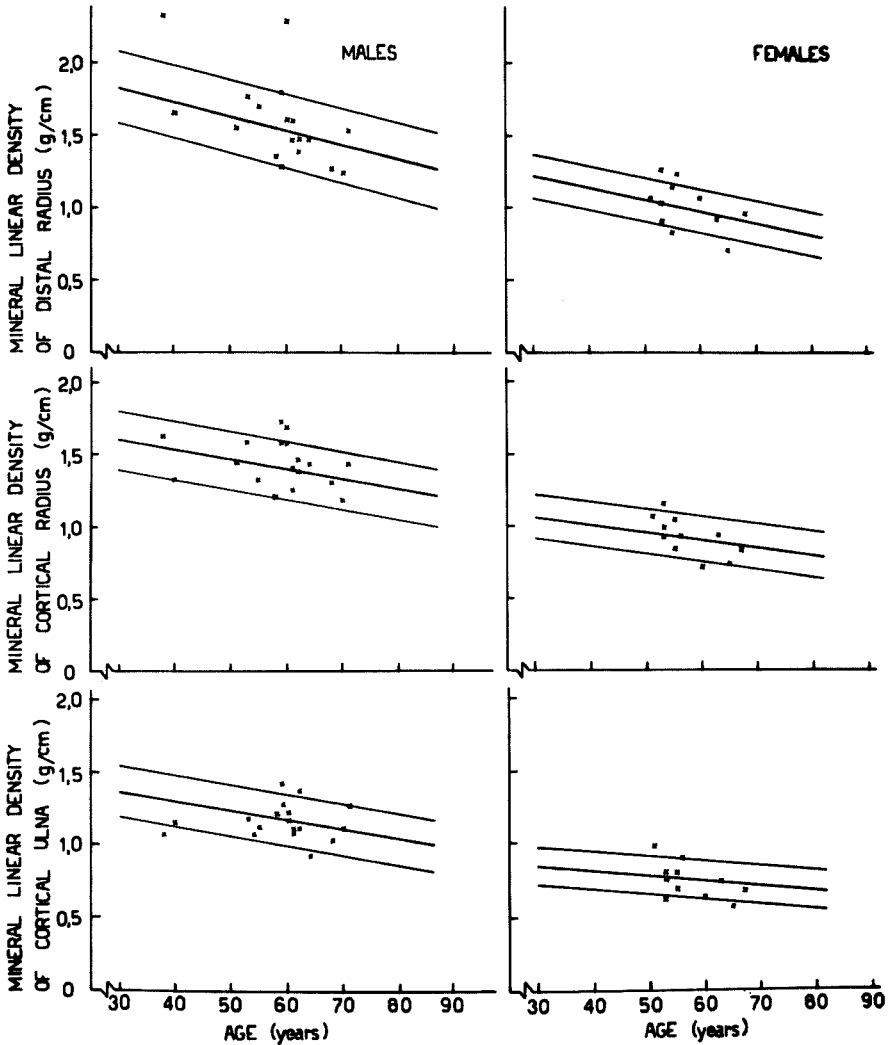 MALES
FEMALES
MINERAL LINEAR DENSITY
OF DISTAL RADIUS (g/cm)
2,0
1,5
1,0
0,5
0
MINERAL LINEAR DENSITY
OF CORTICAL RADIUS (g/cm)
2,0
1,5
1,0
0,5
0
MINERAL LINEAR DENSITY
OF CORTICAL ULNA (g/cm)
2,0
1,5
1,0
0,5
0
30 40 50 60 70 80 90
AGE (years)
30 40 50 60 70 80 90
AGE (years)